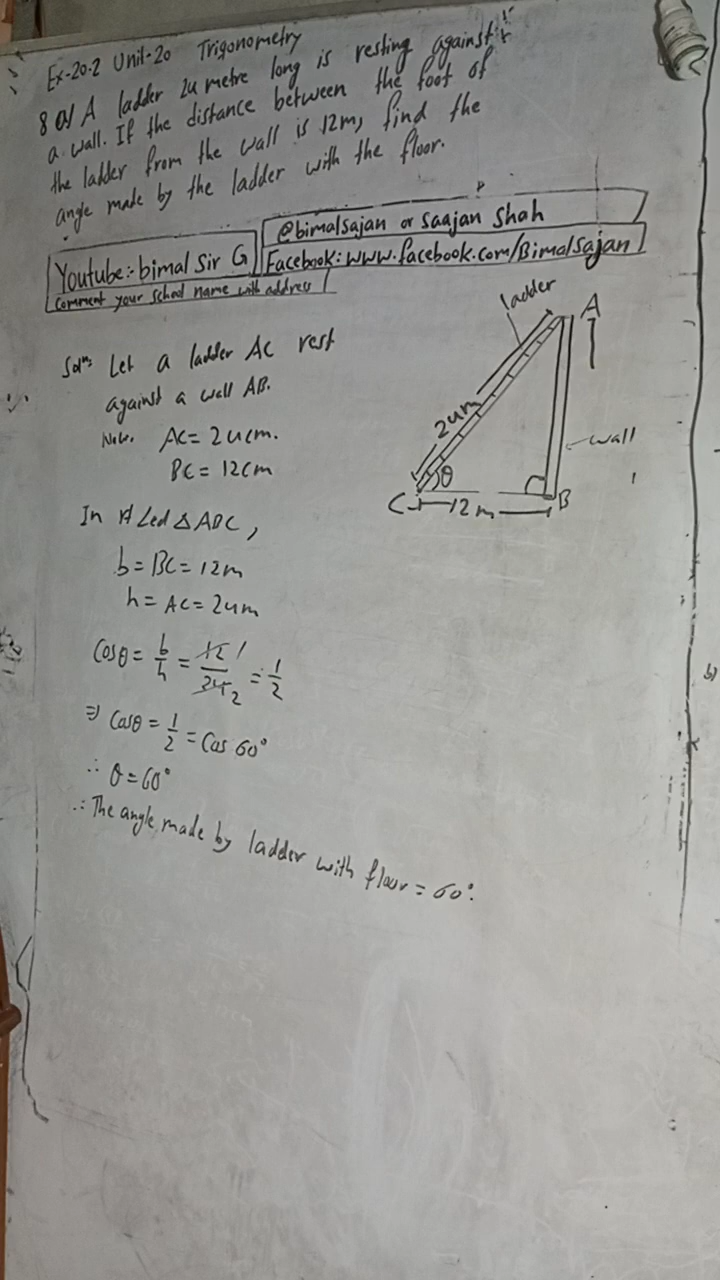 Ex-20.2 Unit-20 Trigonometry
8 a) A ladder 24 metre long is resting against
a wall. If the distance between the foot of
the ladder from the wall is 12m, find the
angle made by the ladder with the floor.
@bimalsajan or Saajan Shah
Youtube:- bimal Sir G
Facebook: www.facebook.com/Bimalsajan
Comment your School name with address
ladder
A
24m
wall
θ
C
12m
B
Solⁿ: Let a ladder AC rest
against a wall AB.
Now. AC = 24cm.
BC = 12cm
In ∠ed △ABC,
b = BC = 12m
h = AC = 24m
Cosθ = b/h = 12 1/24 2 = 1/2
⇒ Cosθ = 1/2 = Cos 60°
∴ θ = 60°
∴ The angle made by ladder with floor = 60°.
b)